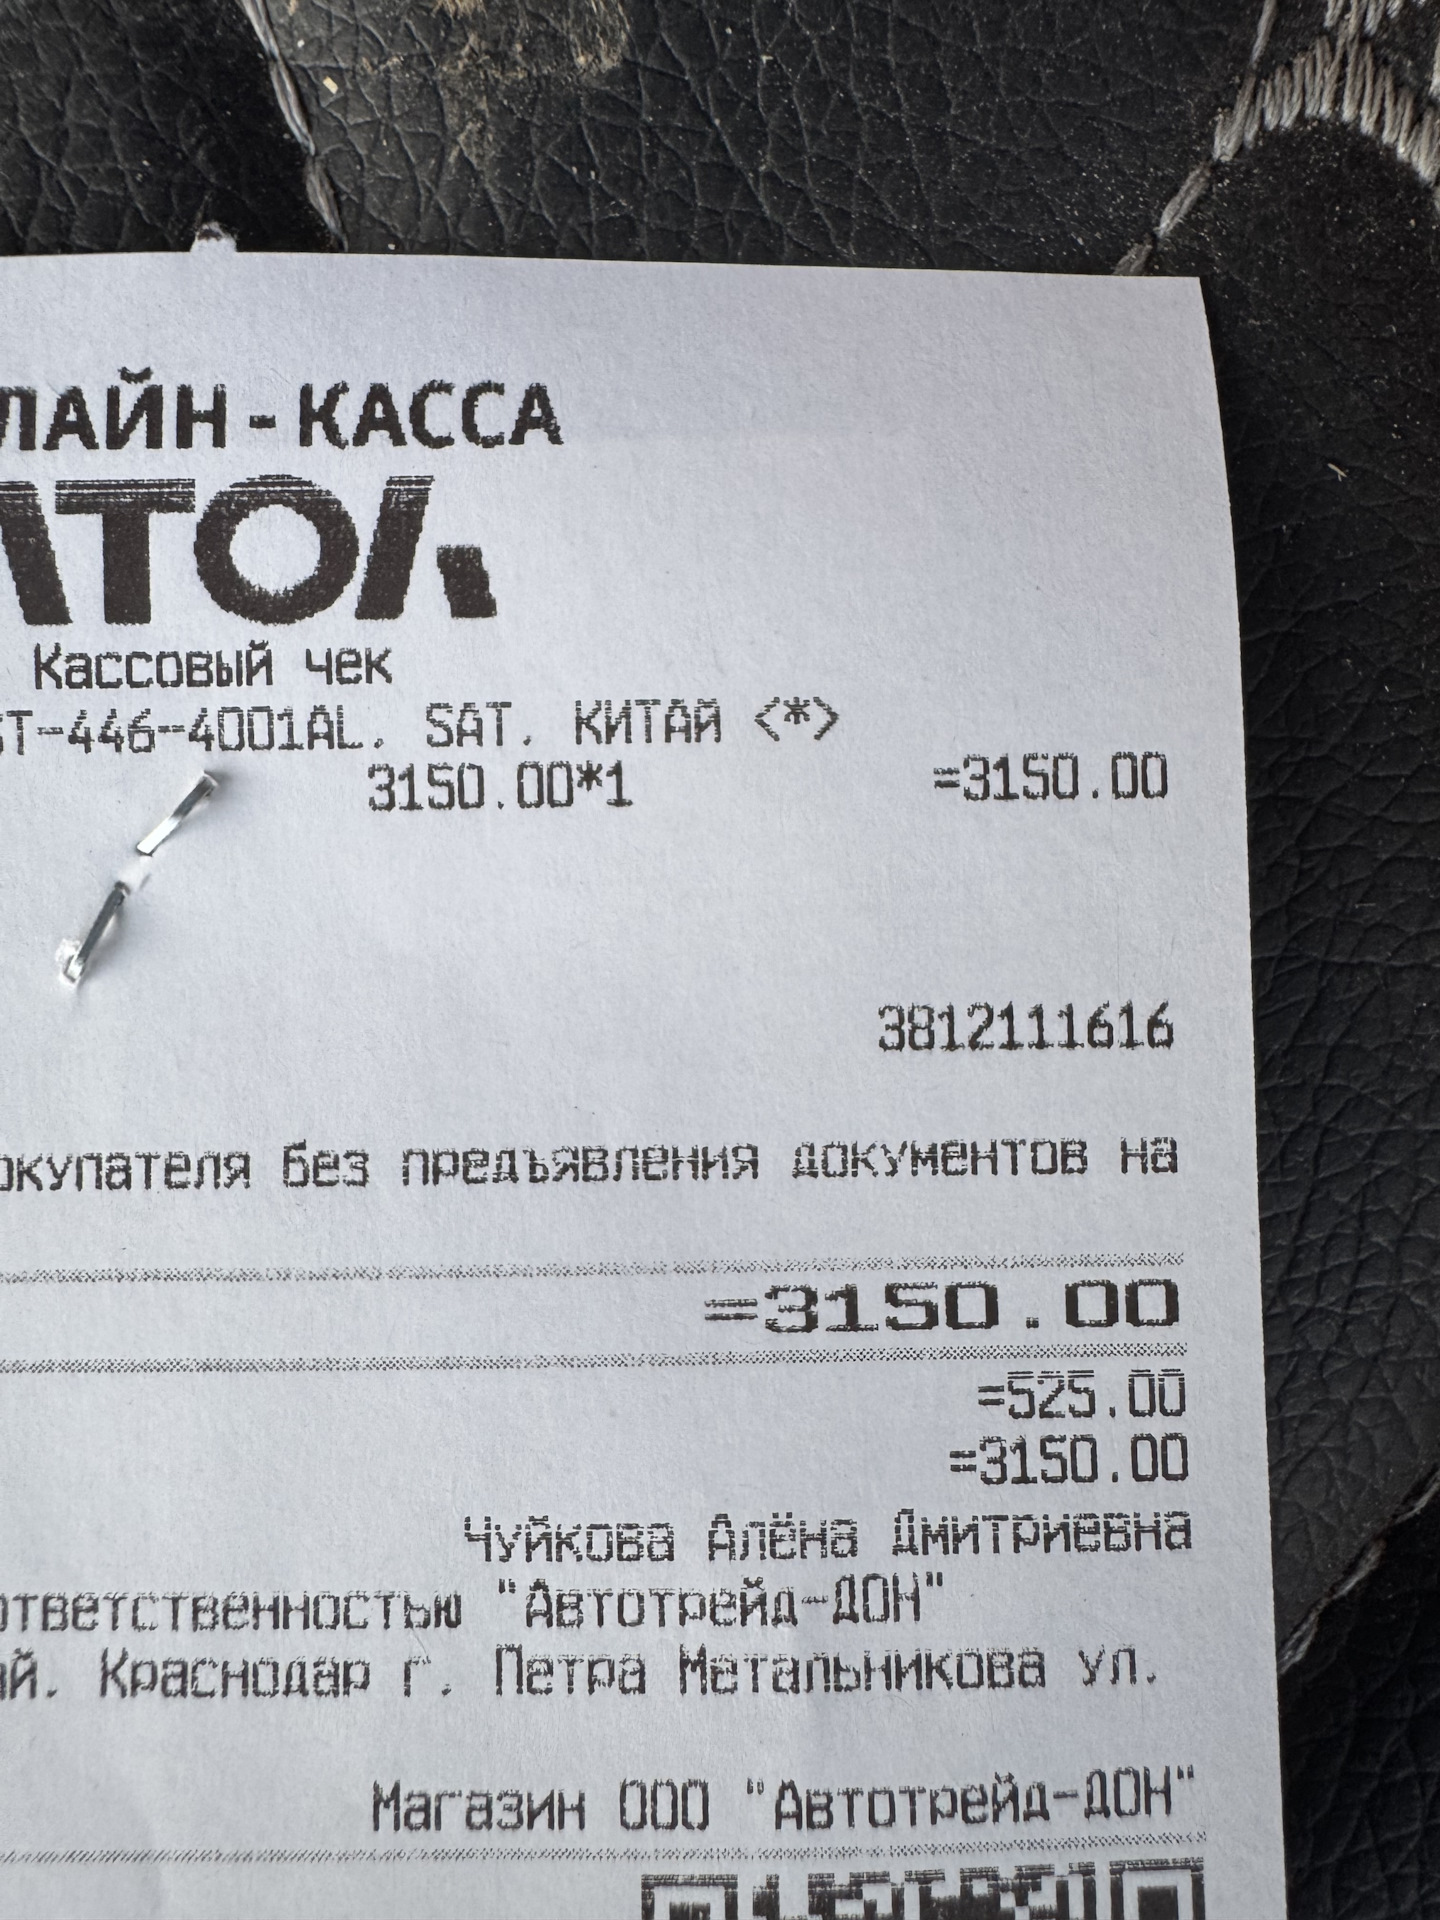 ЛАЙН-КАССА
АТОЛ
Кассовый чек
ST-446-4001AL, SAT, КИТАЙ <*>
3150.00*1 =3150.00
3812111616
окупателя без предъявления документов на
=3150.00
=525.00
=3150.00
Чуйкова Алёна Дмитриевна
ответственностью "Автотрейд-ДОН"
ай. Краснодар г. Петра Метальникова ул.
Магазин ООО "Автотрейд-ДОН"